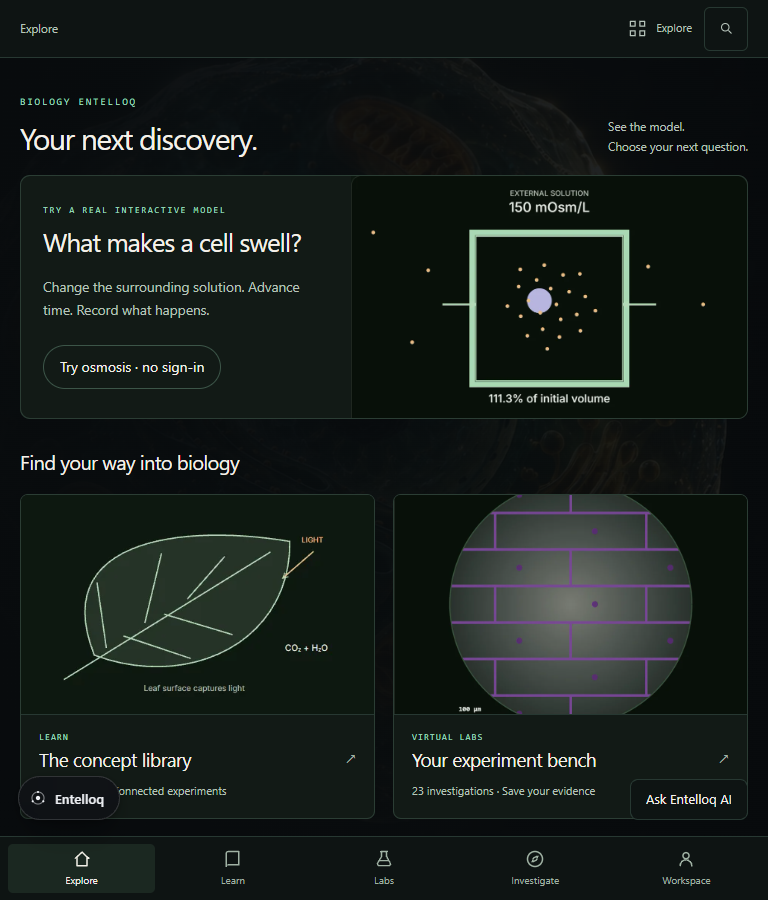 Explore
Explore
BIOLOGY ENTELLOQ
Your next discovery.
See the model.
Choose your next question.
TRY A REAL INTERACTIVE MODEL
What makes a cell swell?
Change the surrounding solution. Advance
time. Record what happens.
Try osmosis · no sign-in
EXTERNAL SOLUTION
150 mOsm/L
111.3% of initial volume
Find your way into biology
LIGHT
CO₂ + H₂O
Leaf surface captures light
100 µm
LEARN
The concept library
↗
onnected experiments
VIRTUAL LABS
Your experiment bench
↗
23 investigations · Save your evidence
Entelloq
Ask Entelloq AI
Explore
Learn
Labs
Investigate
Workspace